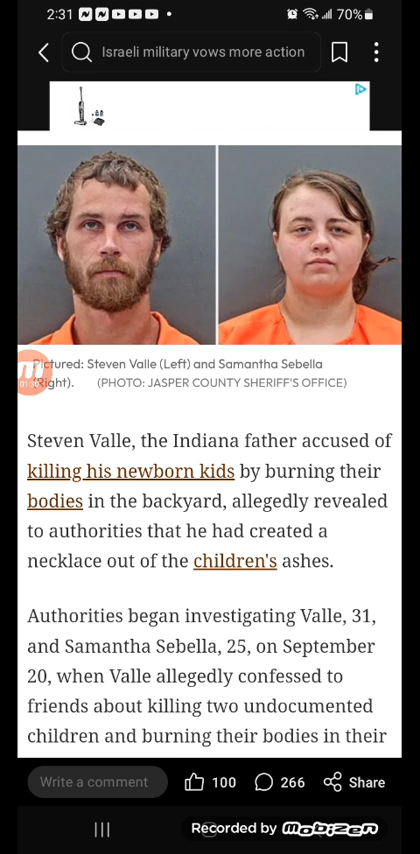 2:31
70%
Israeli military vows more action
Pictured: Steven Valle (Left) and Samantha Sebella
Right). (PHOTO: JASPER COUNTY SHERIFF'S OFFICE)
Steven Valle, the Indiana father accused of
killing his newborn kids by burning their
bodies in the backyard, allegedly revealed
to authorities that he had created a
necklace out of the children's ashes.
Authorities began investigating Valle, 31,
and Samantha Sebella, 25, on September
20, when Valle allegedly confessed to
friends about killing two undocumented
children and burning their bodies in their
Write a comment
100
266
Share
Recorded by mobizen